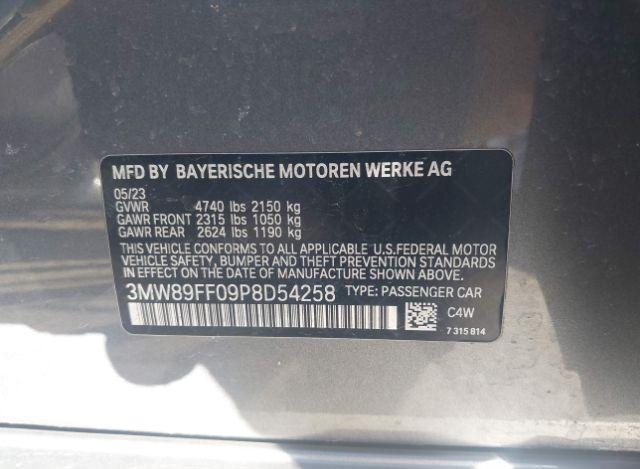 MFD BY BAYERISCHE MOTOREN WERKE AG
05/23
GVWR 4740 lbs 2150 kg
GAWR FRONT 2315 lbs 1050 kg
GAWR REAR 2624 lbs 1190 kg
THIS VEHICLE CONFORMS TO ALL APPLICABLE U.S.FEDERAL MOTOR
VEHICLE SAFETY, BUMPER AND THEFT PREVENTION STANDARDS
IN EFFECT ON THE DATE OF MANUFACTURE SHOWN ABOVE.
3MW89FF09P8D54258 TYPE: PASSENGER CAR
C4W
7 315 814